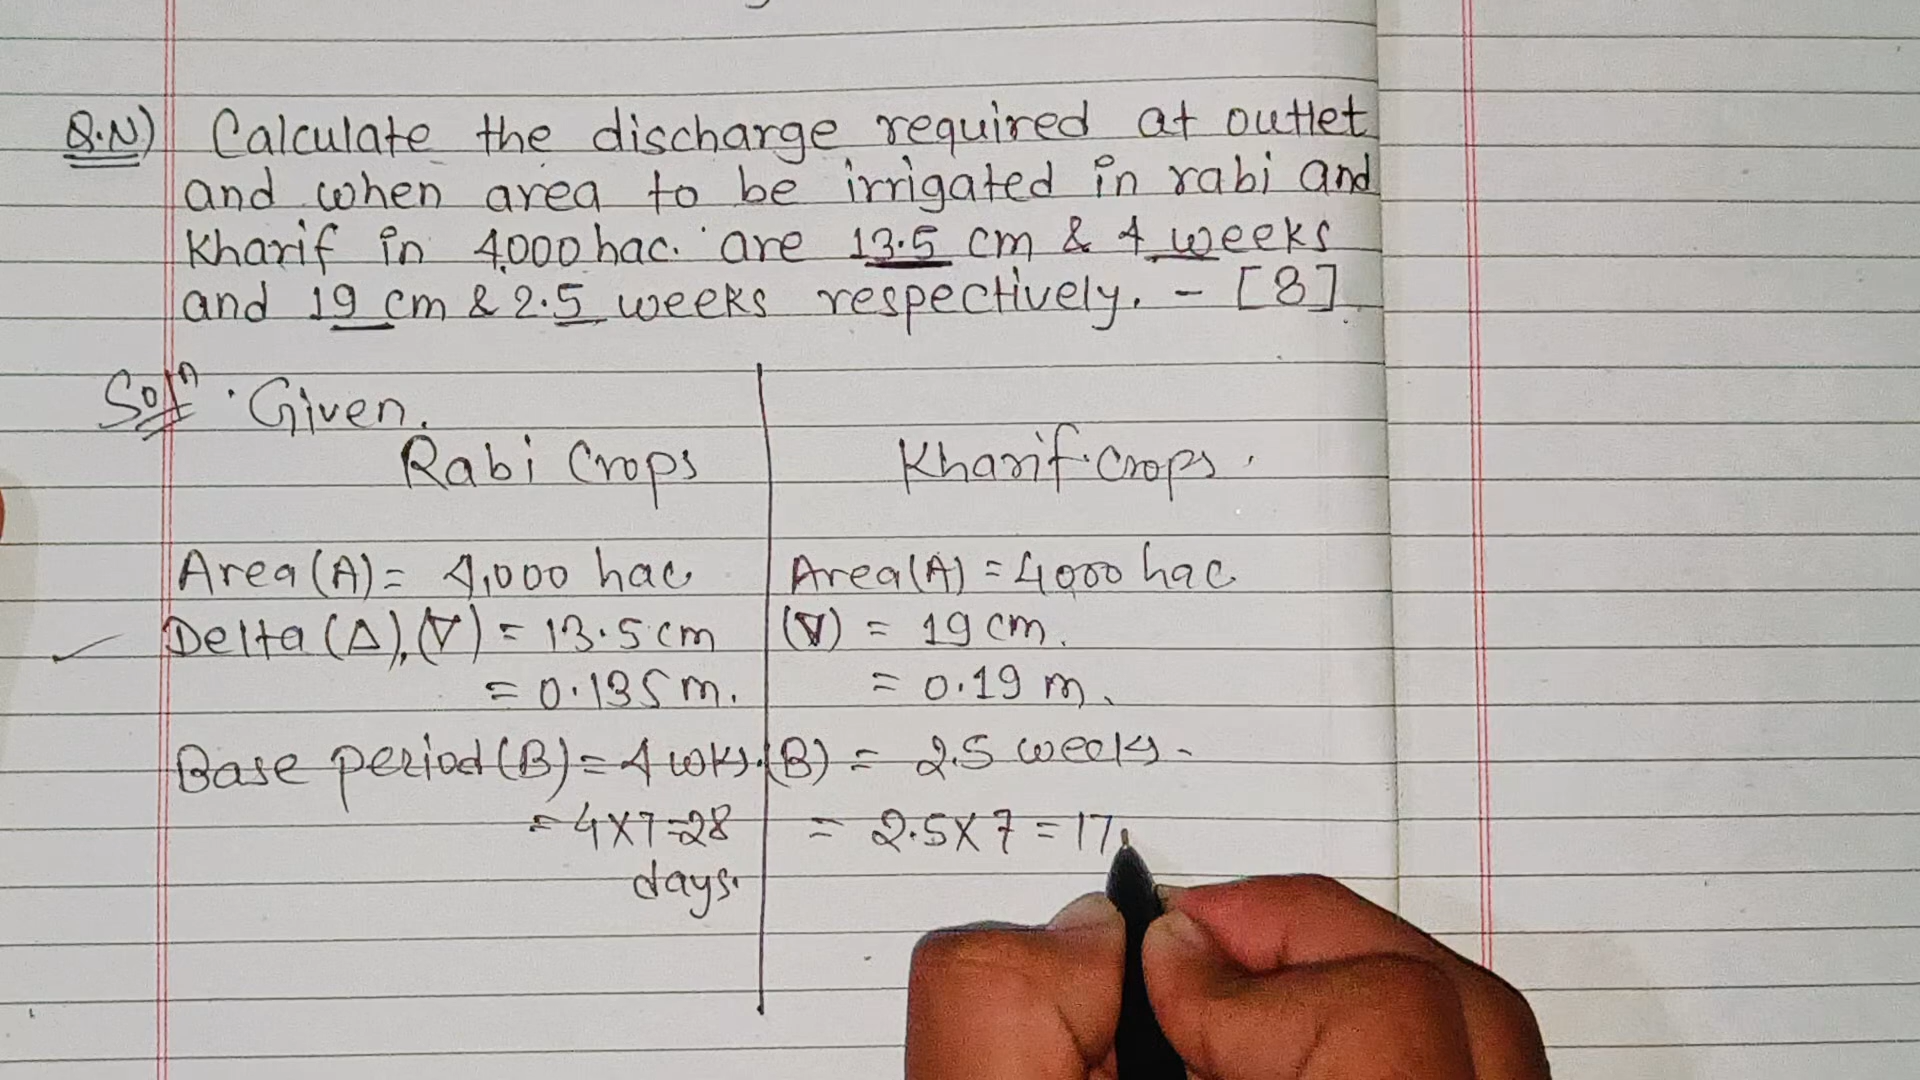 Q.N) Calculate the discharge required at outlet
and when area to be irrigated in rabi and
Kharif in 4,000 hac. are 13.5 cm & 4 weeks
and 19 cm & 2.5 weeks respectively. - [8]
Solⁿ. Given.
Rabi Crops
Area (A) = 4,000 hac
Delta (Δ), (∇) = 13.5 cm
= 0.135 m.
Base period (B) = 4 wks.
= 4×7=28
days.
Kharif Crops.
Area (A) = 4000 hac
(∇) = 19 cm.
= 0.19 m.
(B) = 2.5 weeks.
= 2.5×7 = 17.